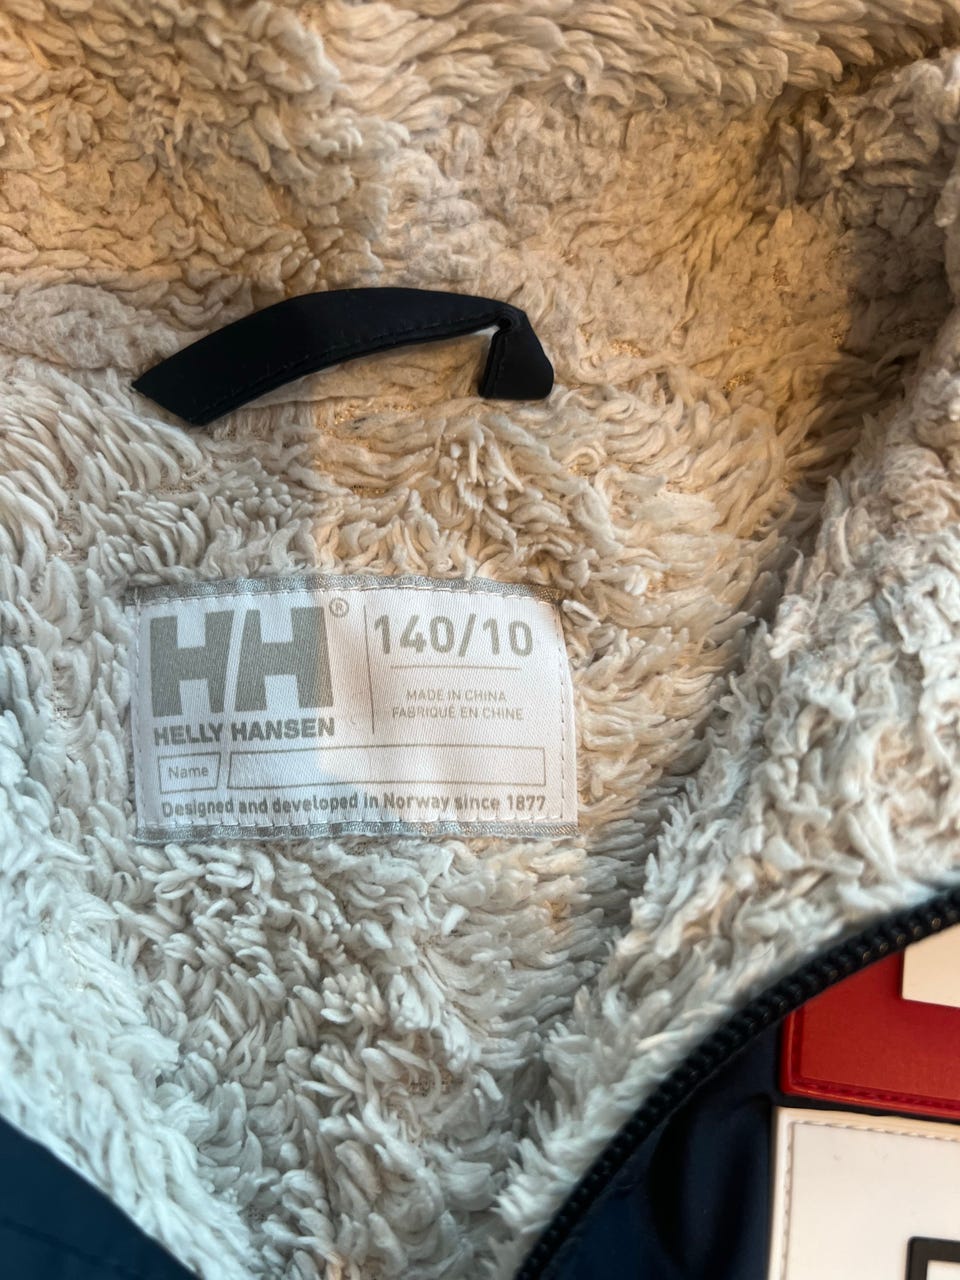 HH®
140/10
MADE IN CHINA
FABRIQUÉ EN CHINE
HELLY HANSEN
Name
Designed and developed in Norway since 1877